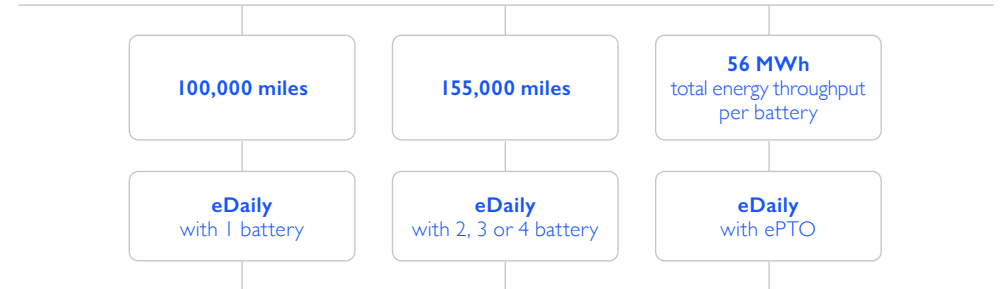 100,000 miles
155,000 miles
56 MWh
total energy throughput
per battery
eDaily
with 1 battery
eDaily
with 2, 3 or 4 battery
eDaily
with ePTO